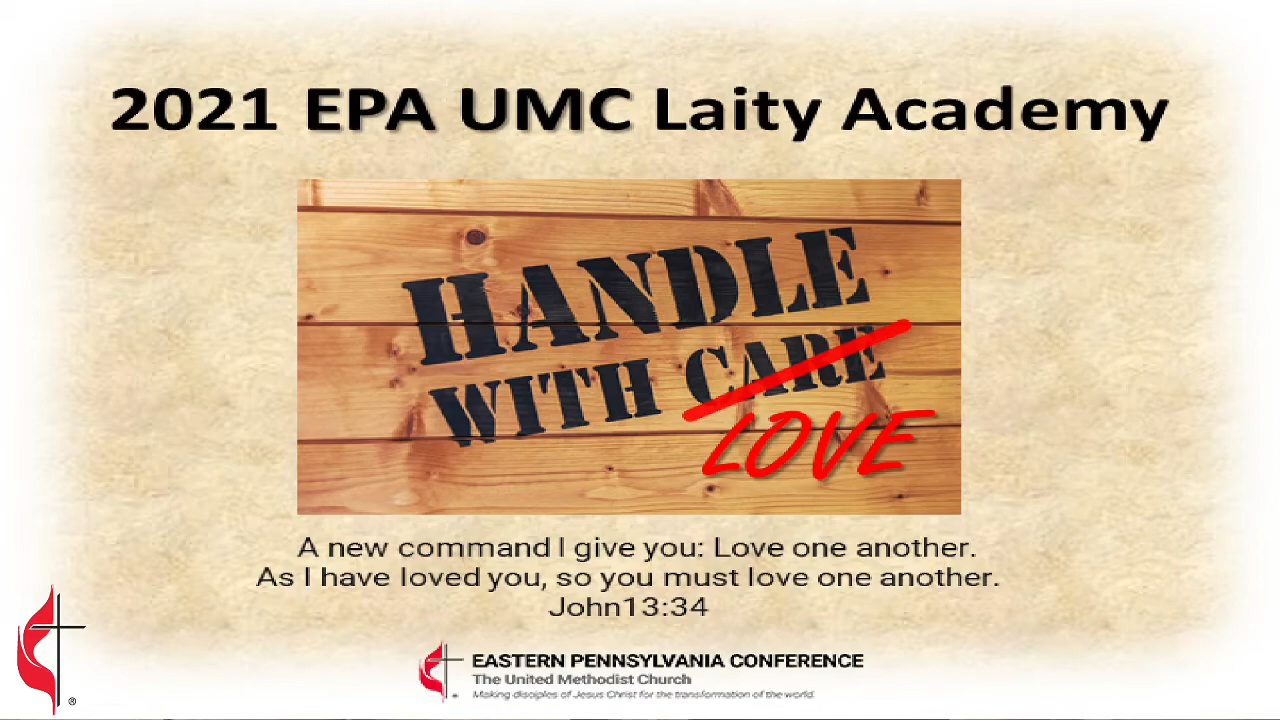 2021 EPA UMC Laity Academy
HANDLE
WITH CARE
LOVE
A new command I give you: Love one another.
As I have loved you, so you must love one another.
John13:34
EASTERN PENNSYLVANIA CONFERENCE
The United Methodist Church
Making disciples of Jesus Christ for the transformation of the world.
®